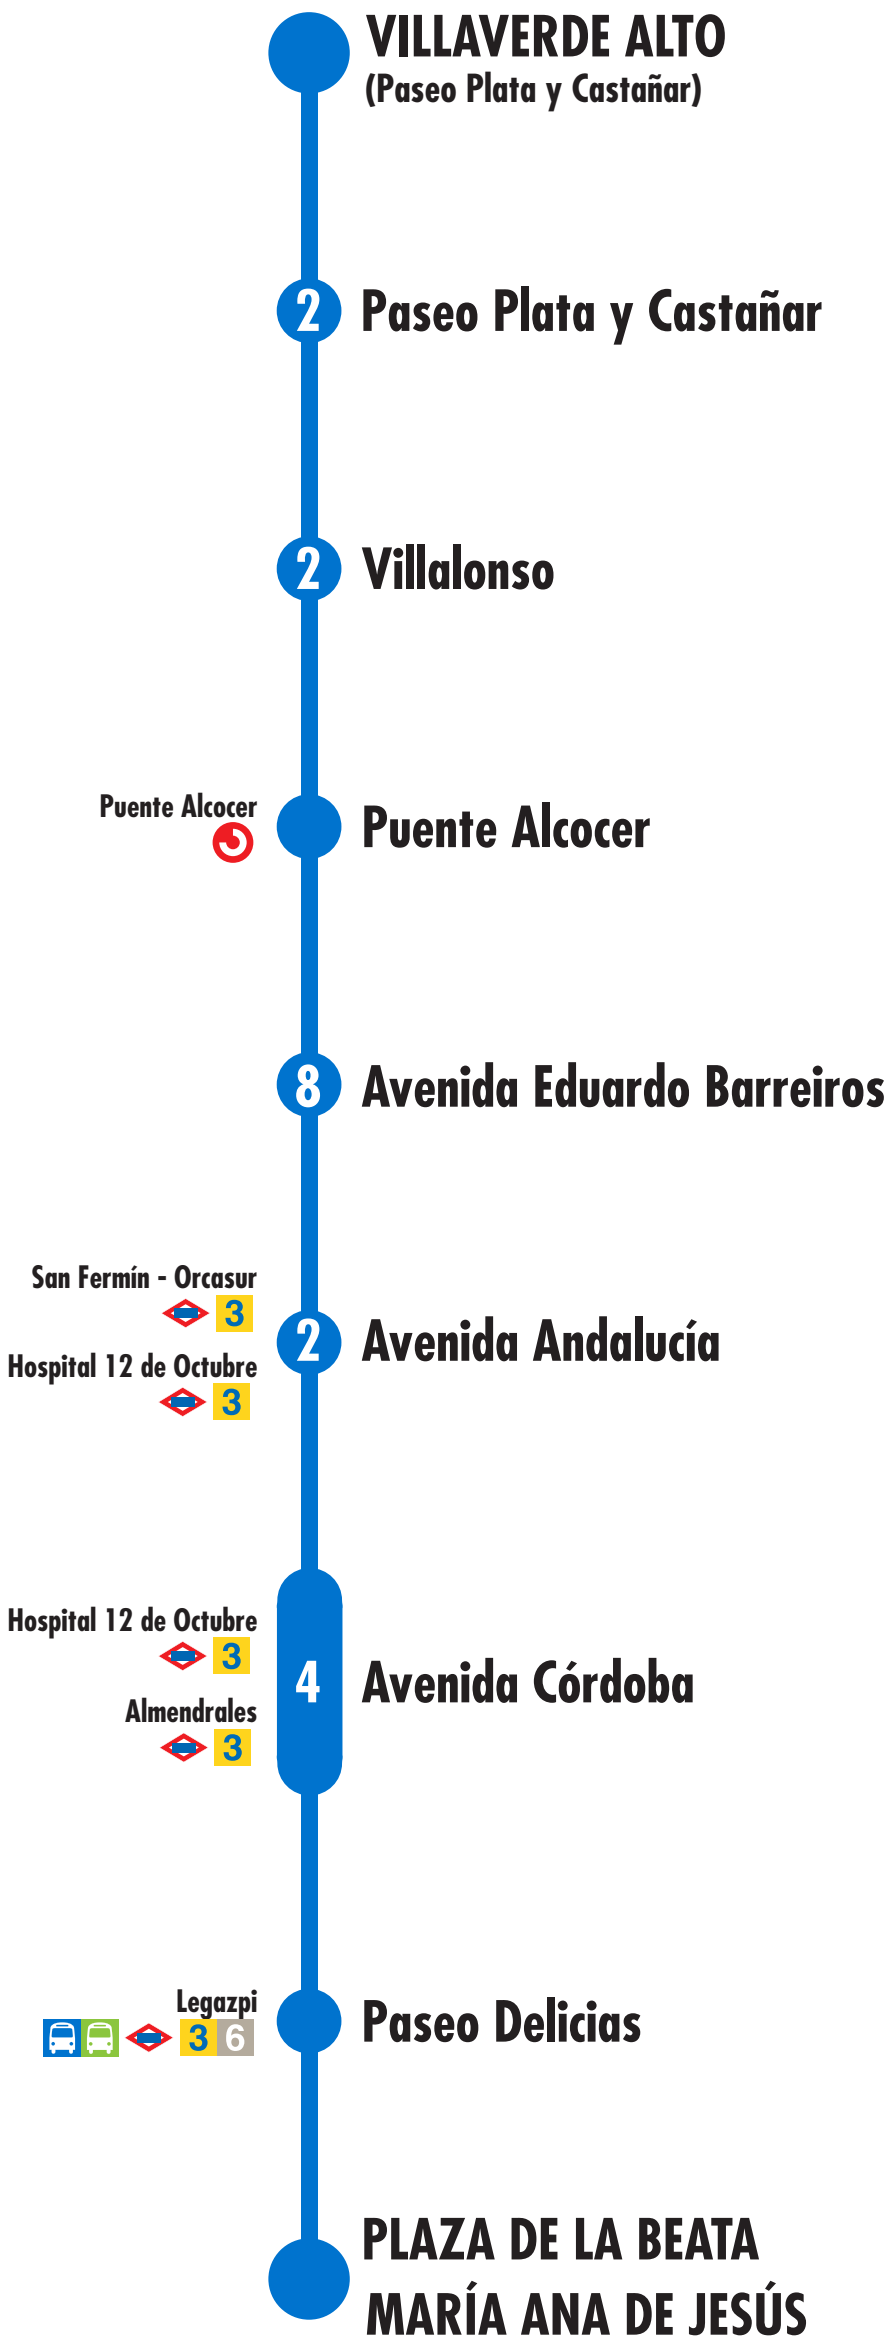 VILLAVERDE ALTO
(Paseo Plata y Castañar)
2 Paseo Plata y Castañar
2 Villalonso
Puente Alcocer
Puente Alcocer
8 Avenida Eduardo Barreiros
San Fermín - Orcasur
3
Hospital 12 de Octubre
3
2 Avenida Andalucía
Hospital 12 de Octubre
3
Almendrales
3
4 Avenida Córdoba
Legazpi
3 6
Paseo Delicias
PLAZA DE LA BEATA
MARÍA ANA DE JESÚS